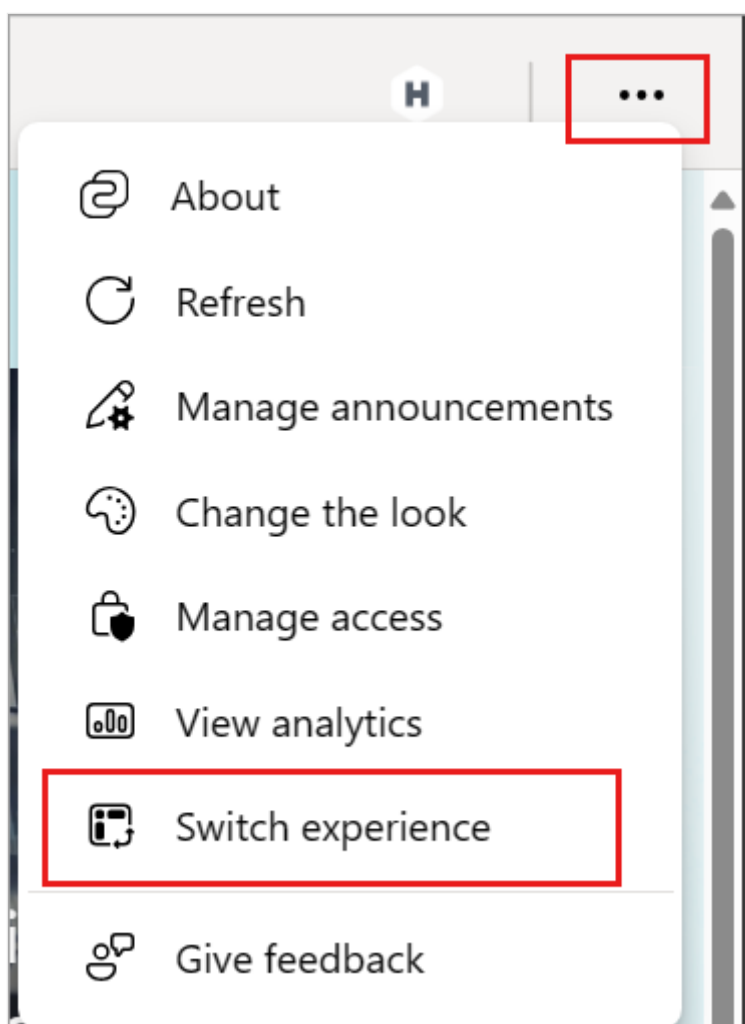 H
About
Refresh
Manage announcements
Change the look
Manage access
View analytics
Switch experience
Give feedback